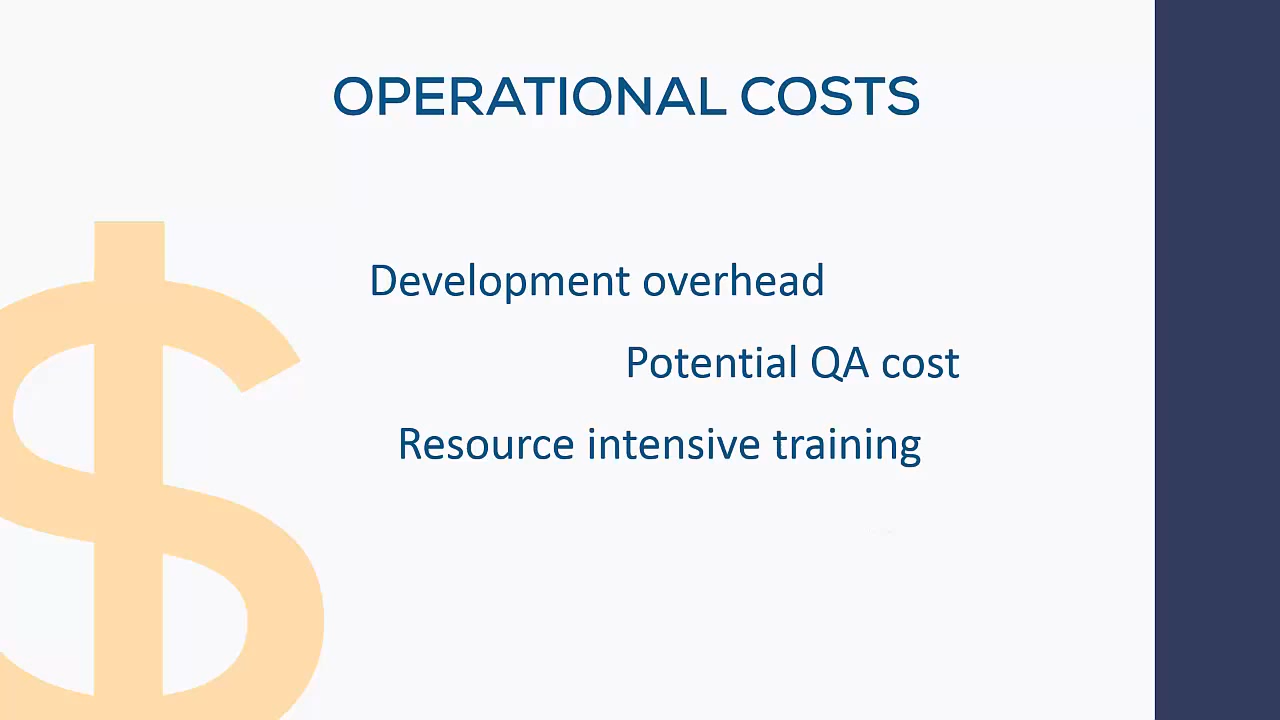 OPERATIONAL COSTS
Development overhead
Potential QA cost
Resource intensive training
$